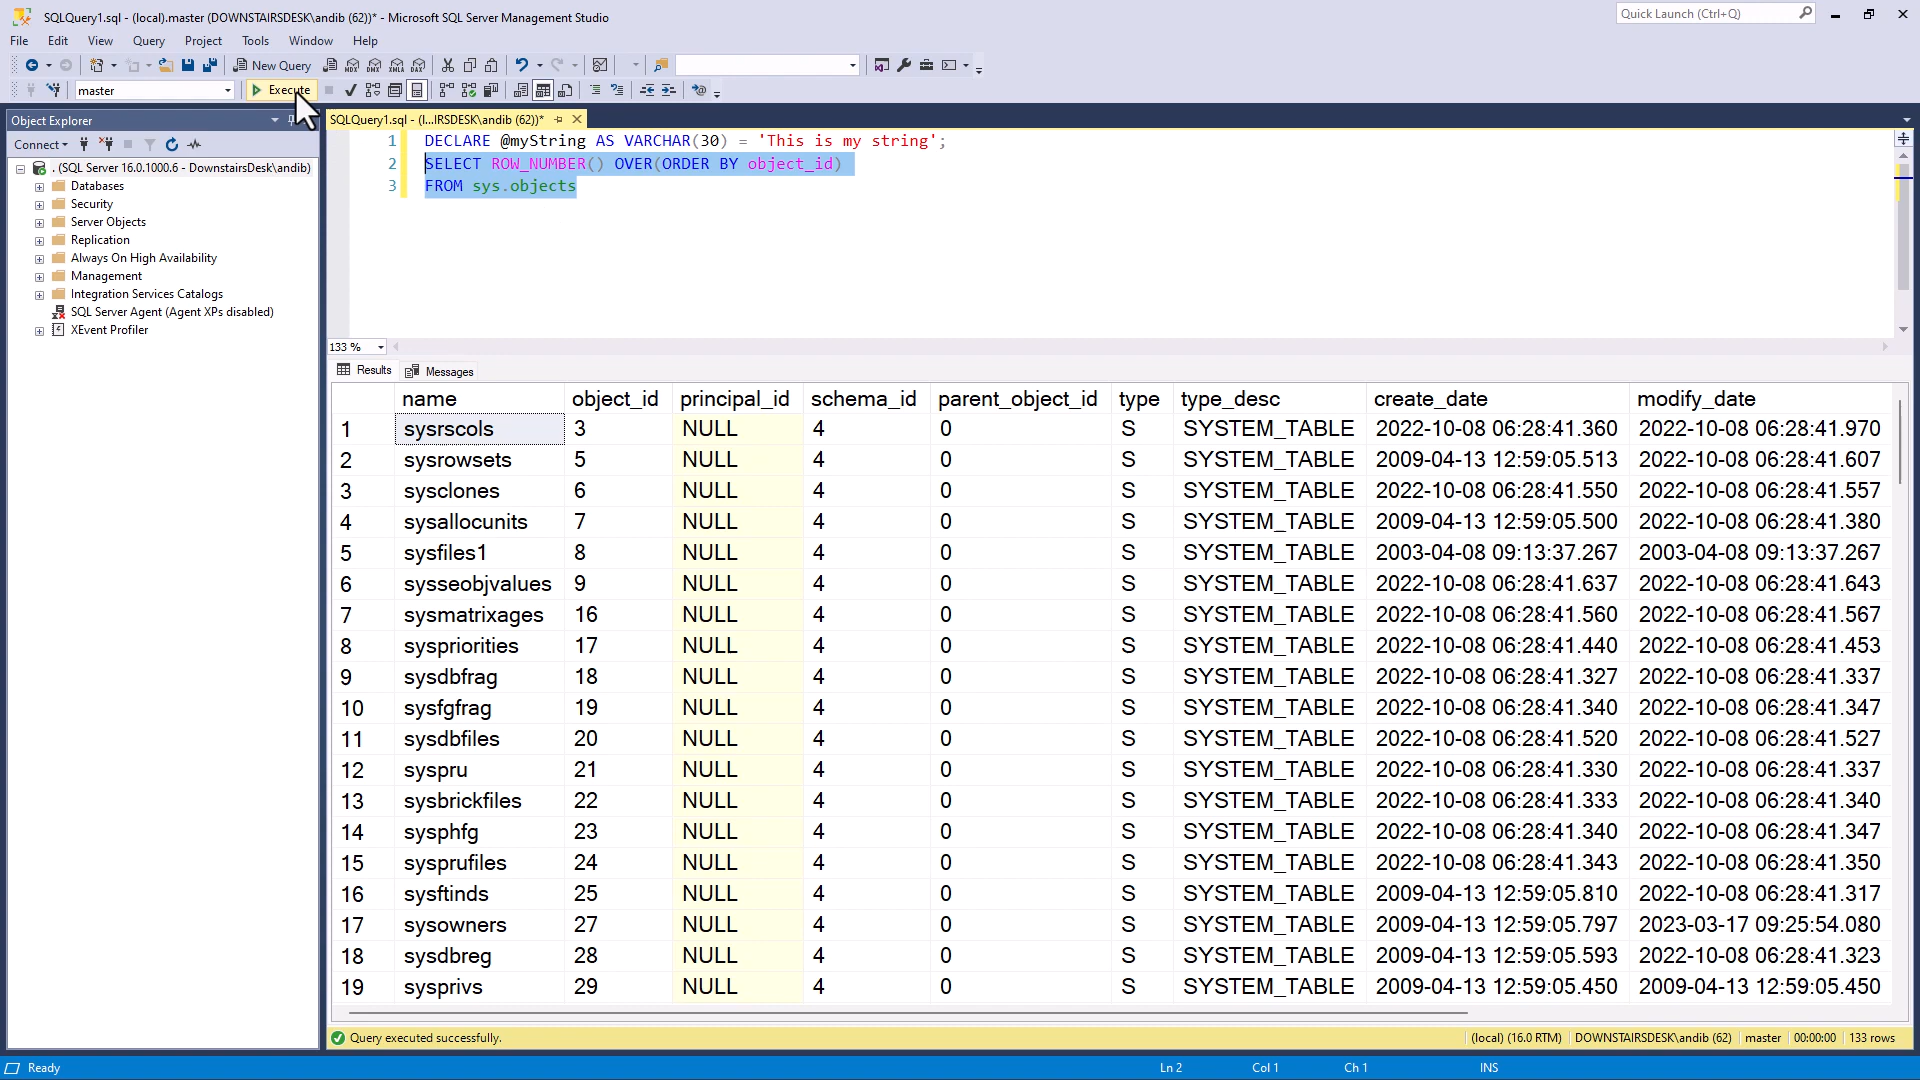 SQLQuery1.sql - (local).master (DOWNSTAIRSDESK\andib (62))* - Microsoft SQL Server Management Studio
Quick Launch (Ctrl+Q)
File Edit View Query Project Tools Window Help
New Query MDX DMX XMLA DAX
master Execute
Object Explorer
Connect
. (SQL Server 16.0.1000.6 - DownstairsDesk\andib)
Databases
Security
Server Objects
Replication
Always On High Availability
Management
Integration Services Catalogs
SQL Server Agent (Agent XPs disabled)
XEvent Profiler
SQLQuery1.sql - (l...IRSDESK\andib (62))*
1 DECLARE @myString AS VARCHAR(30) = 'This is my string';
2 SELECT ROW_NUMBER() OVER(ORDER BY object_id)
3 FROM sys.objects
133 %
Results Messages
name object_id principal_id schema_id parent_object_id type type_desc create_date modify_date
1 sysrscols 3 NULL 4 0 S SYSTEM_TABLE 2022-10-08 06:28:41.360 2022-10-08 06:28:41.970
2 sysrowsets 5 NULL 4 0 S SYSTEM_TABLE 2009-04-13 12:59:05.513 2022-10-08 06:28:41.607
3 sysclones 6 NULL 4 0 S SYSTEM_TABLE 2022-10-08 06:28:41.550 2022-10-08 06:28:41.557
4 sysallocunits 7 NULL 4 0 S SYSTEM_TABLE 2009-04-13 12:59:05.500 2022-10-08 06:28:41.380
5 sysfiles1 8 NULL 4 0 S SYSTEM_TABLE 2003-04-08 09:13:37.267 2003-04-08 09:13:37.267
6 sysseobjvalues 9 NULL 4 0 S SYSTEM_TABLE 2022-10-08 06:28:41.637 2022-10-08 06:28:41.643
7 sysmatrixages 16 NULL 4 0 S SYSTEM_TABLE 2022-10-08 06:28:41.560 2022-10-08 06:28:41.567
8 syspriorities 17 NULL 4 0 S SYSTEM_TABLE 2022-10-08 06:28:41.440 2022-10-08 06:28:41.453
9 sysdbfrag 18 NULL 4 0 S SYSTEM_TABLE 2022-10-08 06:28:41.327 2022-10-08 06:28:41.337
10 sysfgfrag 19 NULL 4 0 S SYSTEM_TABLE 2022-10-08 06:28:41.340 2022-10-08 06:28:41.347
11 sysdbfiles 20 NULL 4 0 S SYSTEM_TABLE 2022-10-08 06:28:41.520 2022-10-08 06:28:41.527
12 syspru 21 NULL 4 0 S SYSTEM_TABLE 2022-10-08 06:28:41.330 2022-10-08 06:28:41.337
13 sysbrickfiles 22 NULL 4 0 S SYSTEM_TABLE 2022-10-08 06:28:41.333 2022-10-08 06:28:41.340
14 sysphfg 23 NULL 4 0 S SYSTEM_TABLE 2022-10-08 06:28:41.340 2022-10-08 06:28:41.347
15 sysprufiles 24 NULL 4 0 S SYSTEM_TABLE 2022-10-08 06:28:41.343 2022-10-08 06:28:41.350
16 sysftinds 25 NULL 4 0 S SYSTEM_TABLE 2009-04-13 12:59:05.810 2022-10-08 06:28:41.317
17 sysowners 27 NULL 4 0 S SYSTEM_TABLE 2009-04-13 12:59:05.797 2023-03-17 09:25:54.080
18 sysdbreg 28 NULL 4 0 S SYSTEM_TABLE 2009-04-13 12:59:05.593 2022-10-08 06:28:41.323
19 sysprivs 29 NULL 4 0 S SYSTEM_TABLE 2009-04-13 12:59:05.450 2009-04-13 12:59:05.450
Query executed successfully. (local) (16.0 RTM) DOWNSTAIRSDESK\andib (62) master 00:00:00 133 rows
Ready Ln 2 Col 1 Ch 1 INS